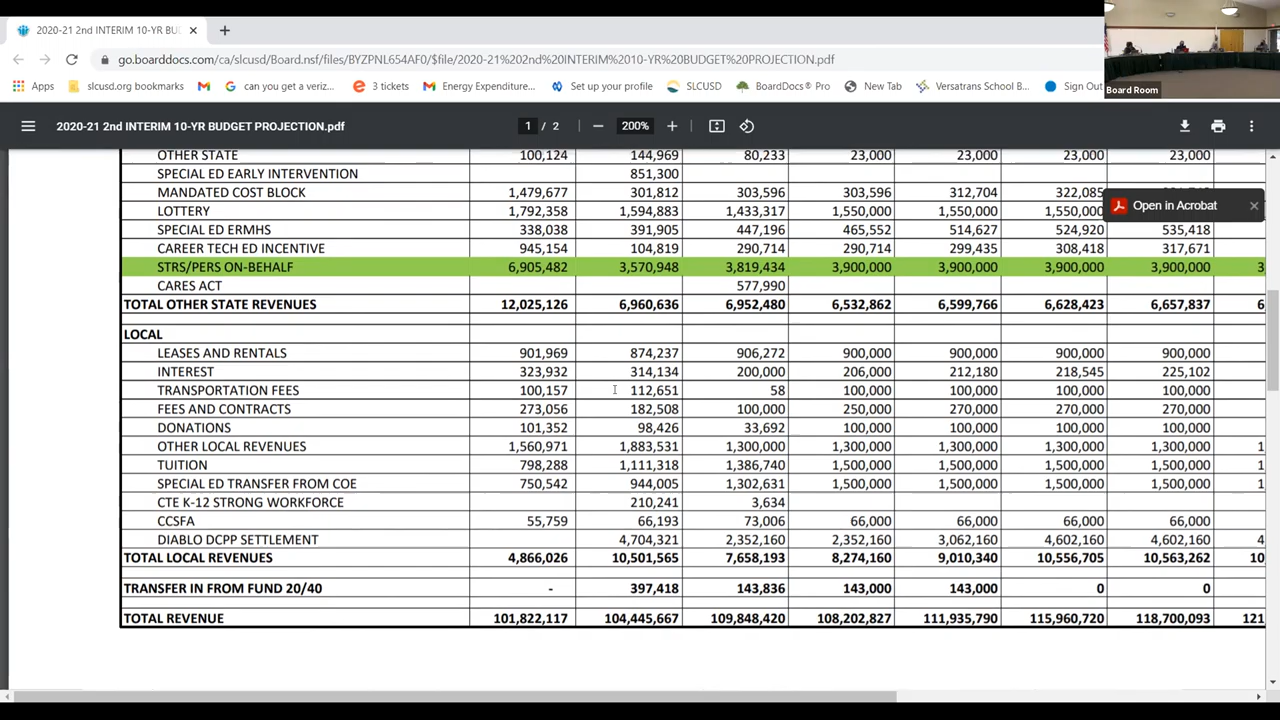 2020-21 2nd INTERIM 10-YR BU
go.boarddocs.com/ca/slcusd/Board.nsf/files/BYZPNL654AF0/$file/2020-21%202nd%20INTERIM%2010-YR%20BUDGET%20PROJECTION.pdf
Apps slcusd.org bookmarks can you get a veriz... 3 tickets Energy Expenditure... Set up your profile SLCUSD BoardDocs® Pro New Tab Versatrans School B... Sign Out
Board Room
2020-21 2nd INTERIM 10-YR BUDGET PROJECTION.pdf 1 / 2 200%
Open in Acrobat
OTHER STATE 100,124 144,969 80,233 23,000 23,000 23,000 23,000
SPECIAL ED EARLY INTERVENTION 851,300
MANDATED COST BLOCK 1,479,677 301,812 303,596 303,596 312,704 322,085
LOTTERY 1,792,358 1,594,883 1,433,317 1,550,000 1,550,000 1,550,000
SPECIAL ED ERMHS 338,038 391,905 447,196 465,552 514,627 524,920 535,418
CAREER TECH ED INCENTIVE 945,154 104,819 290,714 290,714 299,435 308,418 317,671
STRS/PERS ON-BEHALF 6,905,482 3,570,948 3,819,434 3,900,000 3,900,000 3,900,000 3,900,000 3
CARES ACT 577,990
TOTAL OTHER STATE REVENUES 12,025,126 6,960,636 6,952,480 6,532,862 6,599,766 6,628,423 6,657,837 6
LOCAL
LEASES AND RENTALS 901,969 874,237 906,272 900,000 900,000 900,000 900,000
INTEREST 323,932 314,134 200,000 206,000 212,180 218,545 225,102
TRANSPORTATION FEES 100,157 112,651 58 100,000 100,000 100,000 100,000
FEES AND CONTRACTS 273,056 182,508 100,000 250,000 270,000 270,000 270,000
DONATIONS 101,352 98,426 33,692 100,000 100,000 100,000 100,000
OTHER LOCAL REVENUES 1,560,971 1,883,531 1,300,000 1,300,000 1,300,000 1,300,000 1,300,000 1
TUITION 798,288 1,111,318 1,386,740 1,500,000 1,500,000 1,500,000 1,500,000 1
SPECIAL ED TRANSFER FROM COE 750,542 944,005 1,302,631 1,500,000 1,500,000 1,500,000 1,500,000 1
CTE K-12 STRONG WORKFORCE 210,241 3,634
CCSFA 55,759 66,193 73,006 66,000 66,000 66,000 66,000
DIABLO DCPP SETTLEMENT 4,704,321 2,352,160 2,352,160 3,062,160 4,602,160 4,602,160 4
TOTAL LOCAL REVENUES 4,866,026 10,501,565 7,658,193 8,274,160 9,010,340 10,556,705 10,563,262 10
TRANSFER IN FROM FUND 20/40 - 397,418 143,836 143,000 143,000 0 0
TOTAL REVENUE 101,822,117 104,445,667 109,848,420 108,202,827 111,935,790 115,960,720 118,700,093 121